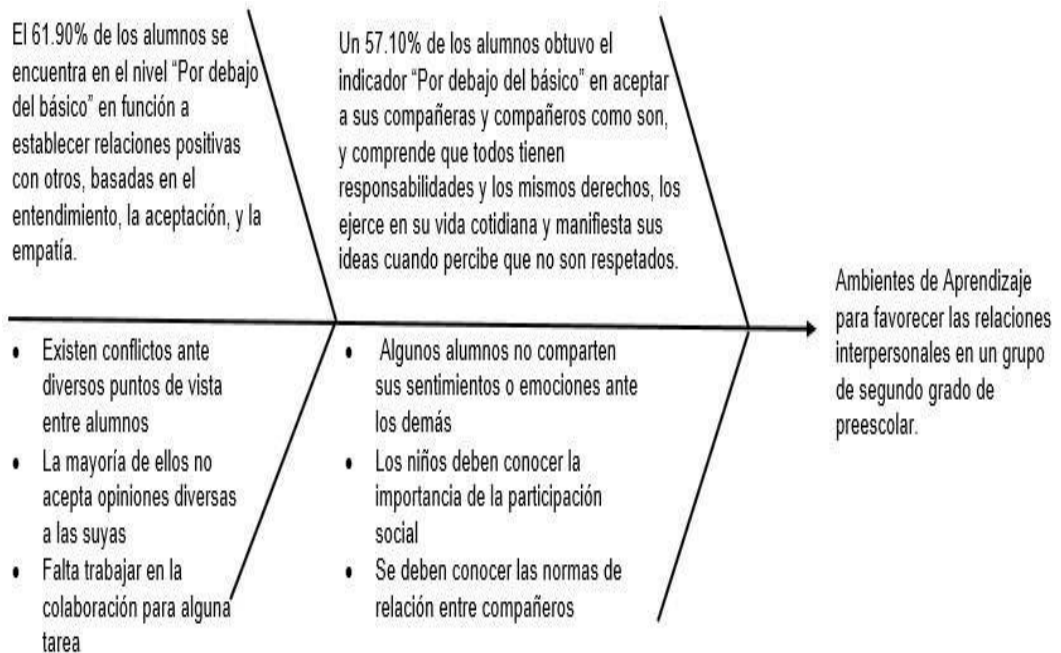 El 61.90% de los alumnos se
encuentra en el nivel “Por debajo
del básico” en función a
establecer relaciones positivas
con otros, basadas en el
entendimiento, la aceptación, y la
empatía.
Un 57.10% de los alumnos obtuvo el
indicador “Por debajo del básico” en aceptar
a sus compañeras y compañeros como son,
y comprende que todos tienen
responsabilidades y los mismos derechos, los
ejerce en su vida cotidiana y manifiesta sus
ideas cuando percibe que no son respetados.
• Existen conflictos ante
diversos puntos de vista
entre alumnos
• La mayoría de ellos no
acepta opiniones diversas
a las suyas
• Falta trabajar en la
colaboración para alguna
tarea
• Algunos alumnos no comparten
sus sentimientos o emociones ante
los demás
• Los niños deben conocer la
importancia de la participación
social
• Se deben conocer las normas de
relación entre compañeros
Ambientes de Aprendizaje
para favorecer las relaciones
interpersonales en un grupo
de segundo grado de
preescolar.